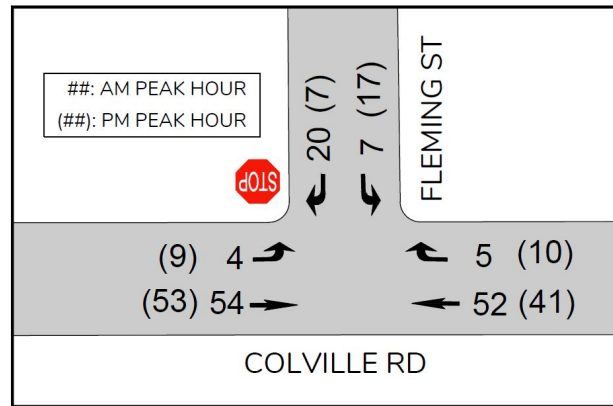 ##: AM PEAK HOUR
(##): PM PEAK HOUR
20 (7)
7 (17)
FLEMING ST
STOP
(9) 4
5 (10)
(53) 54
52 (41)
COLVILLE RD